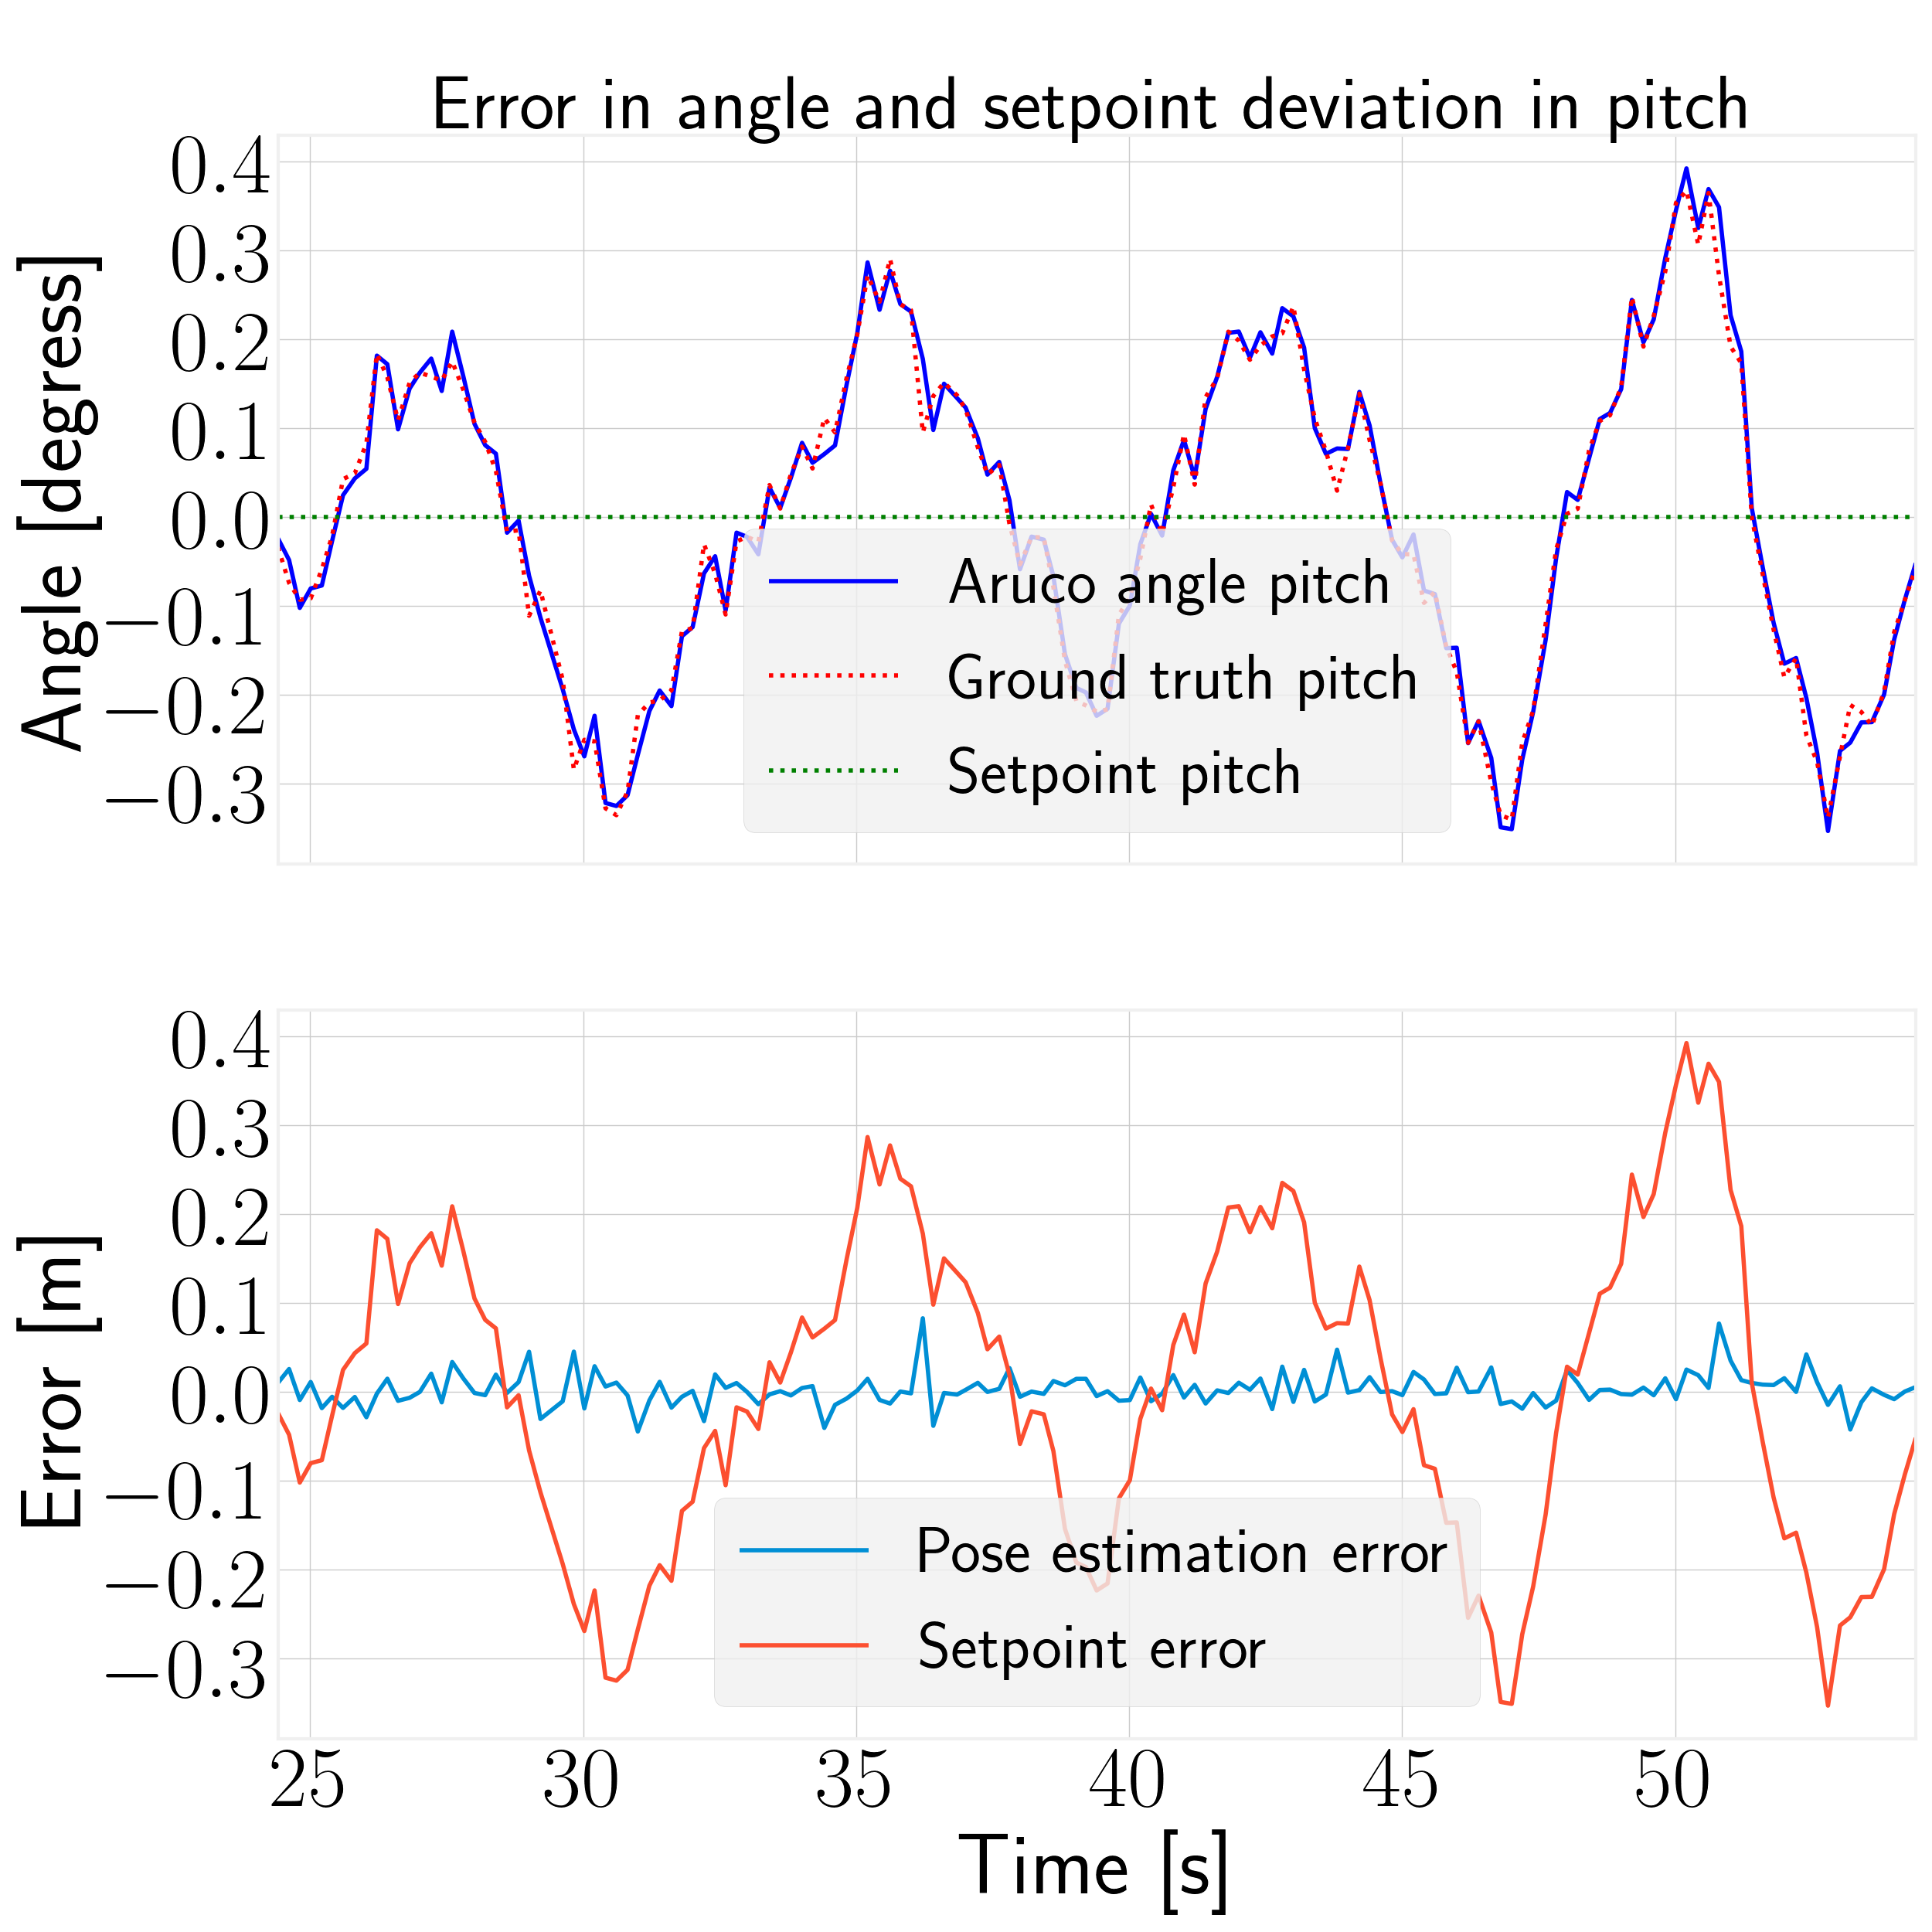 Error in angle and setpoint deviation in pitch
Angle [degress]
0.4
0.3
0.2
0.1
0.0
−0.1
−0.2
−0.3
Aruco angle pitch
Ground truth pitch
Setpoint pitch
Error [m]
0.4
0.3
0.2
0.1
0.0
−0.1
−0.2
−0.3
Pose estimation error
Setpoint error
25 30 35 40 45 50
Time [s]